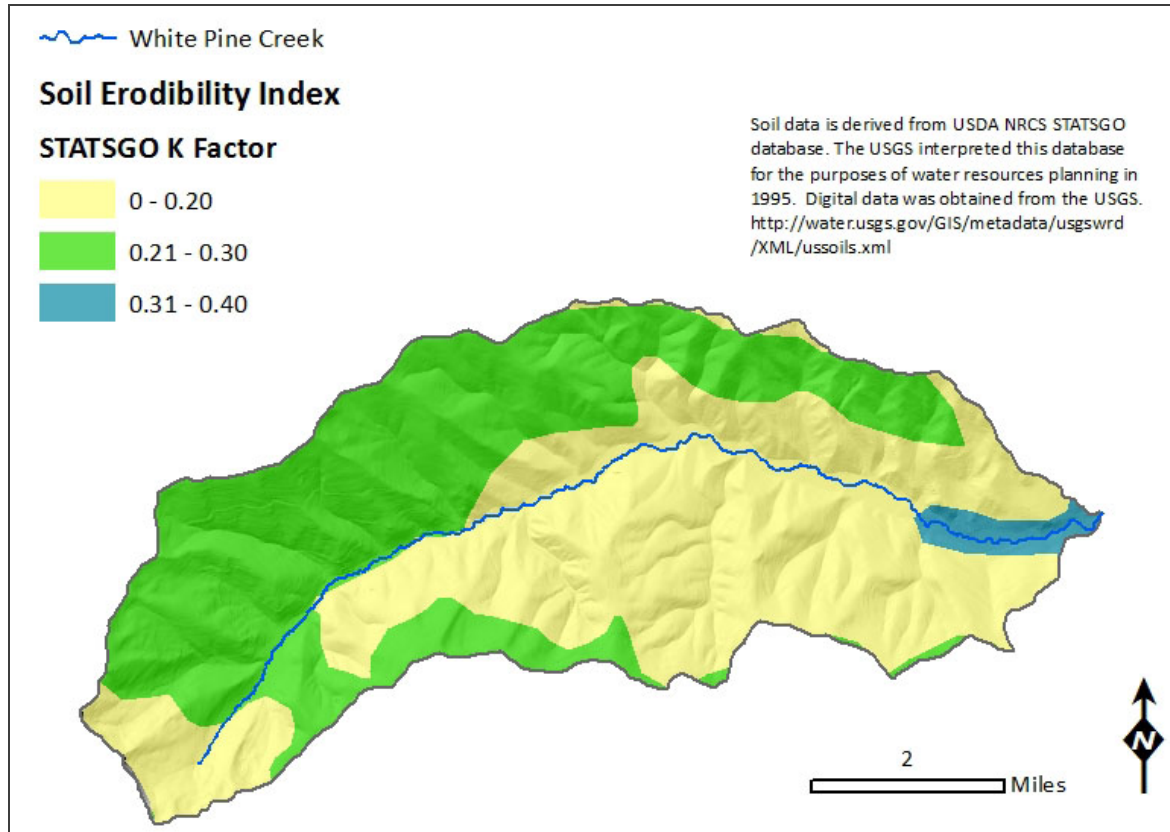 White Pine Creek
Soil Erodibility Index
STATSGO K Factor
0 - 0.20
0.21 - 0.30
0.31 - 0.40
Soil data is derived from USDA NRCS STATSGO
database. The USGS interpreted this database
for the purposes of water resources planning in
1995. Digital data was obtained from the USGS.
http://water.usgs.gov/GIS/metadata/usgswrd
/XML/ussoils.xml
2
Miles
N